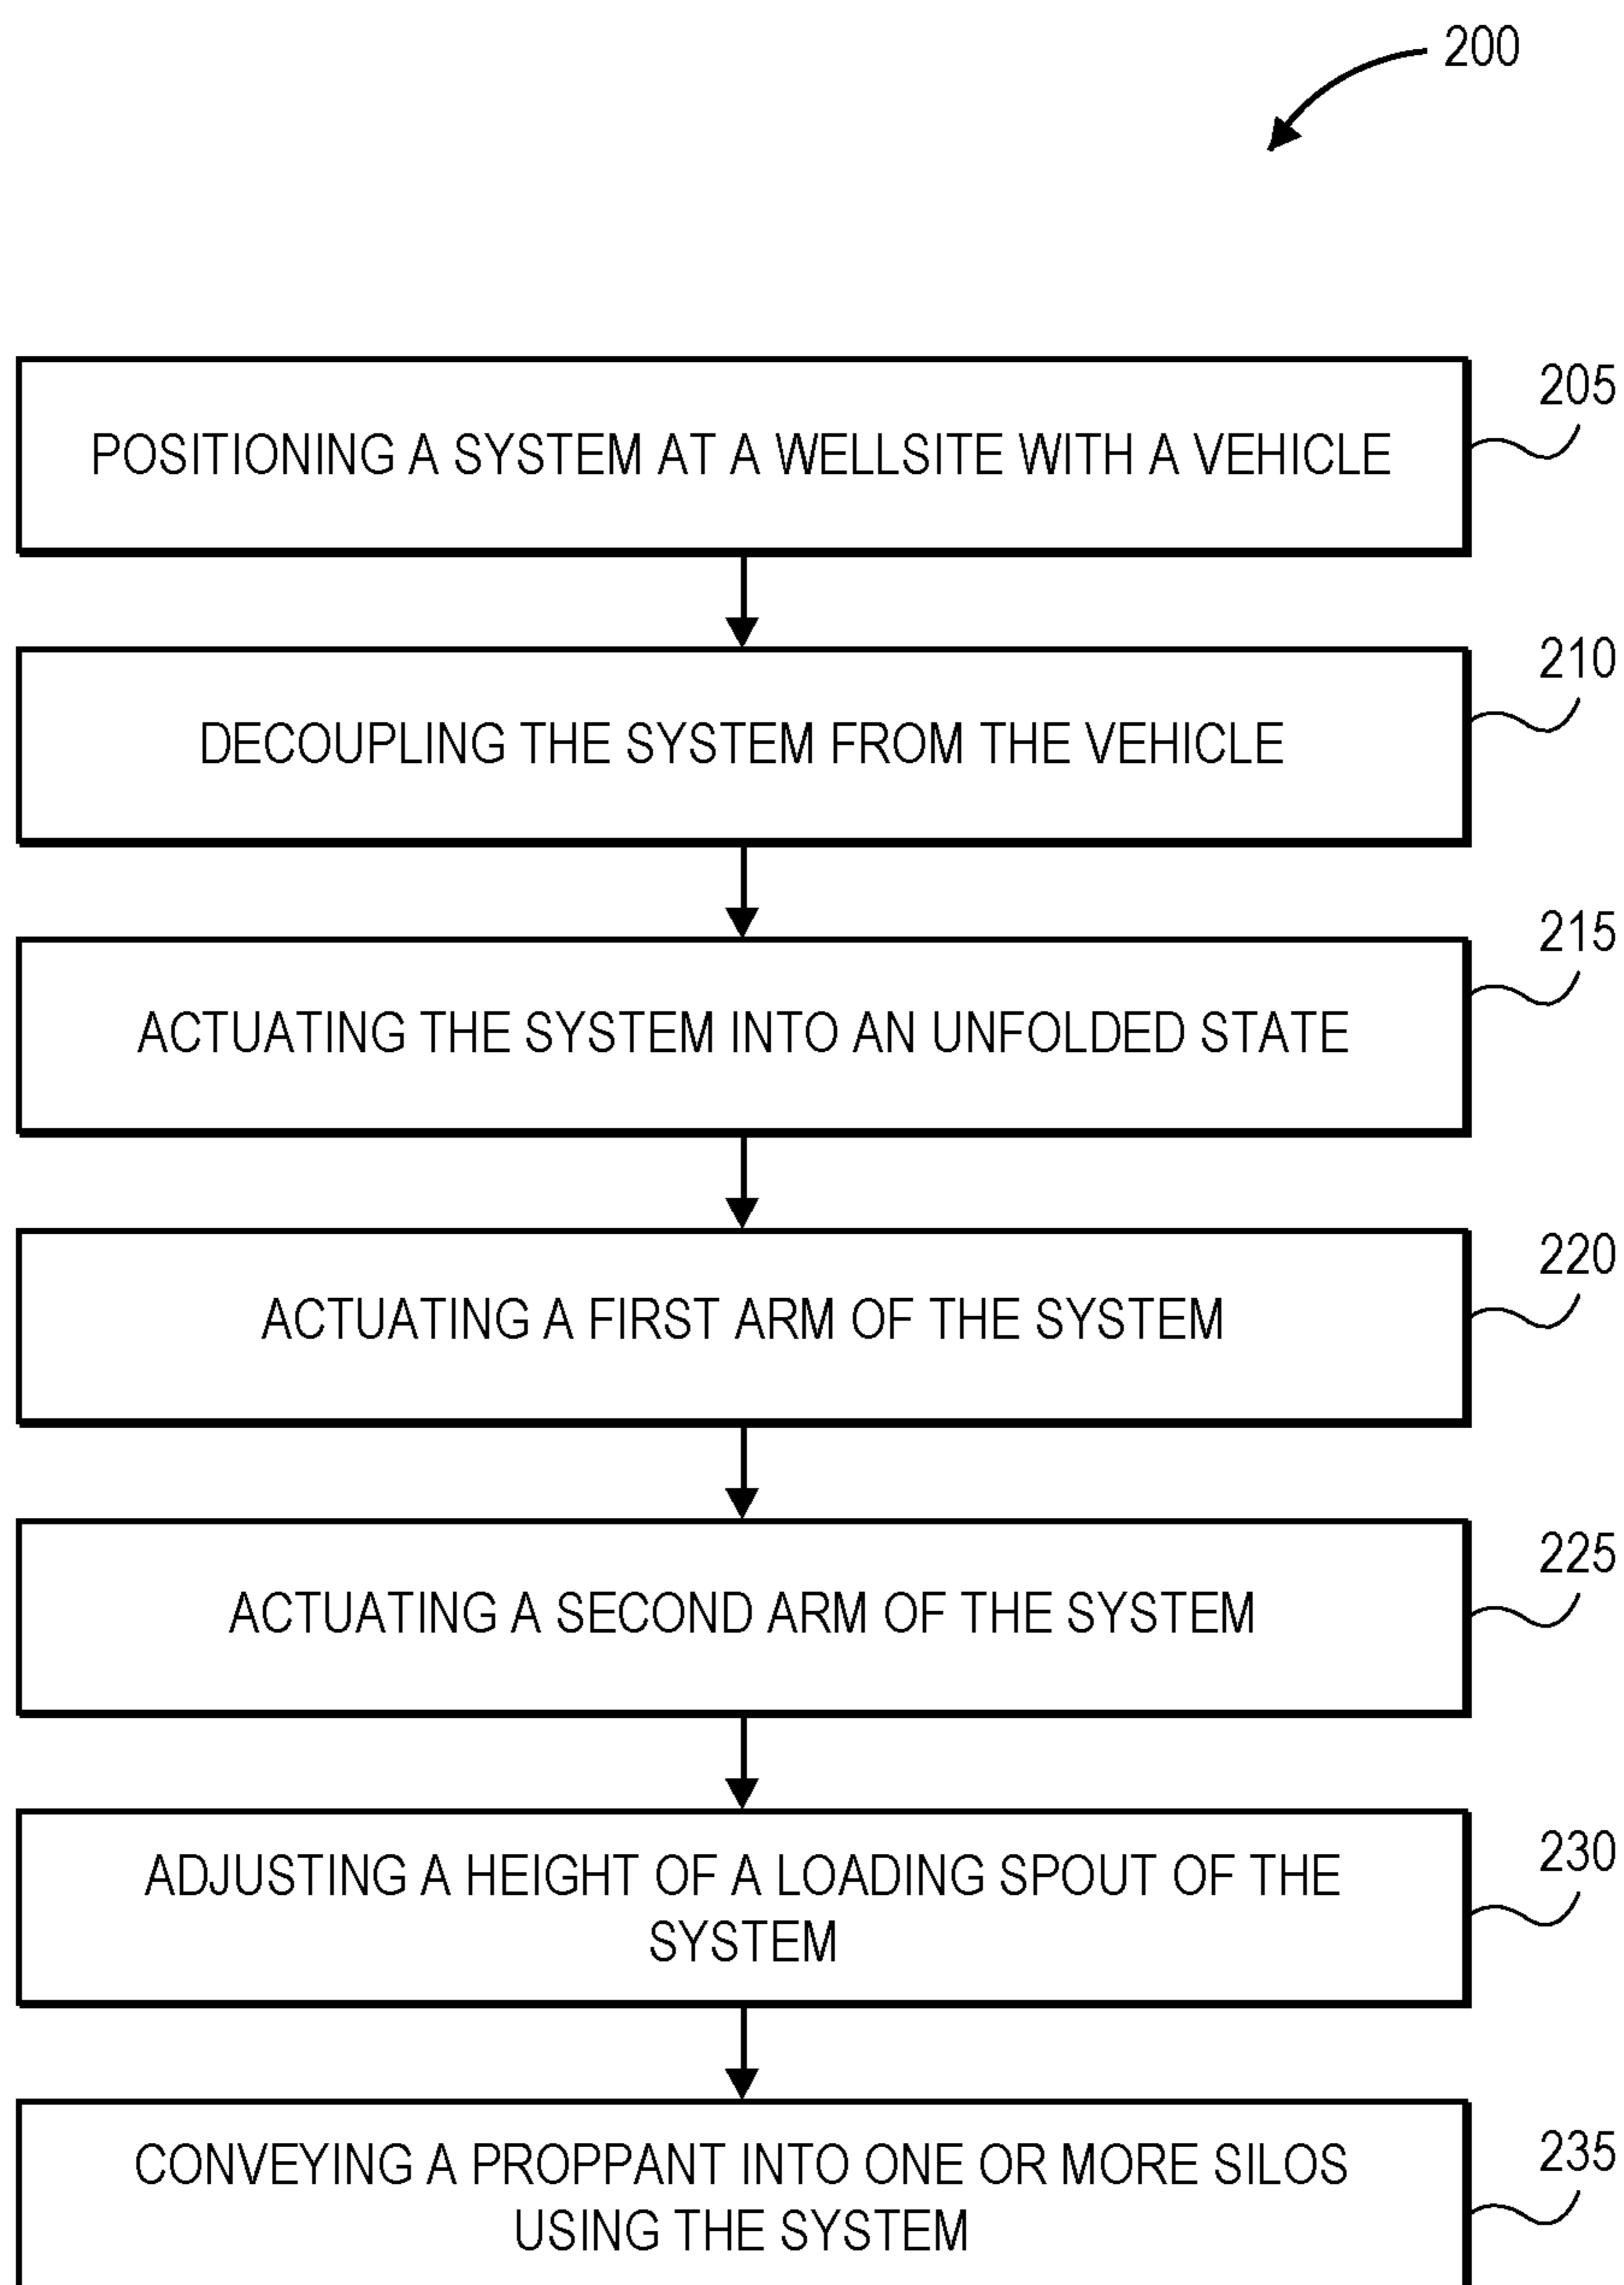 200
POSITIONING A SYSTEM AT A WELLSITE WITH A VEHICLE
205
DECOUPLING THE SYSTEM FROM THE VEHICLE
210
ACTUATING THE SYSTEM INTO AN UNFOLDED STATE
215
ACTUATING A FIRST ARM OF THE SYSTEM
220
ACTUATING A SECOND ARM OF THE SYSTEM
225
ADJUSTING A HEIGHT OF A LOADING SPOUT OF THE
SYSTEM
230
CONVEYING A PROPPANT INTO ONE OR MORE SILOS
USING THE SYSTEM
235